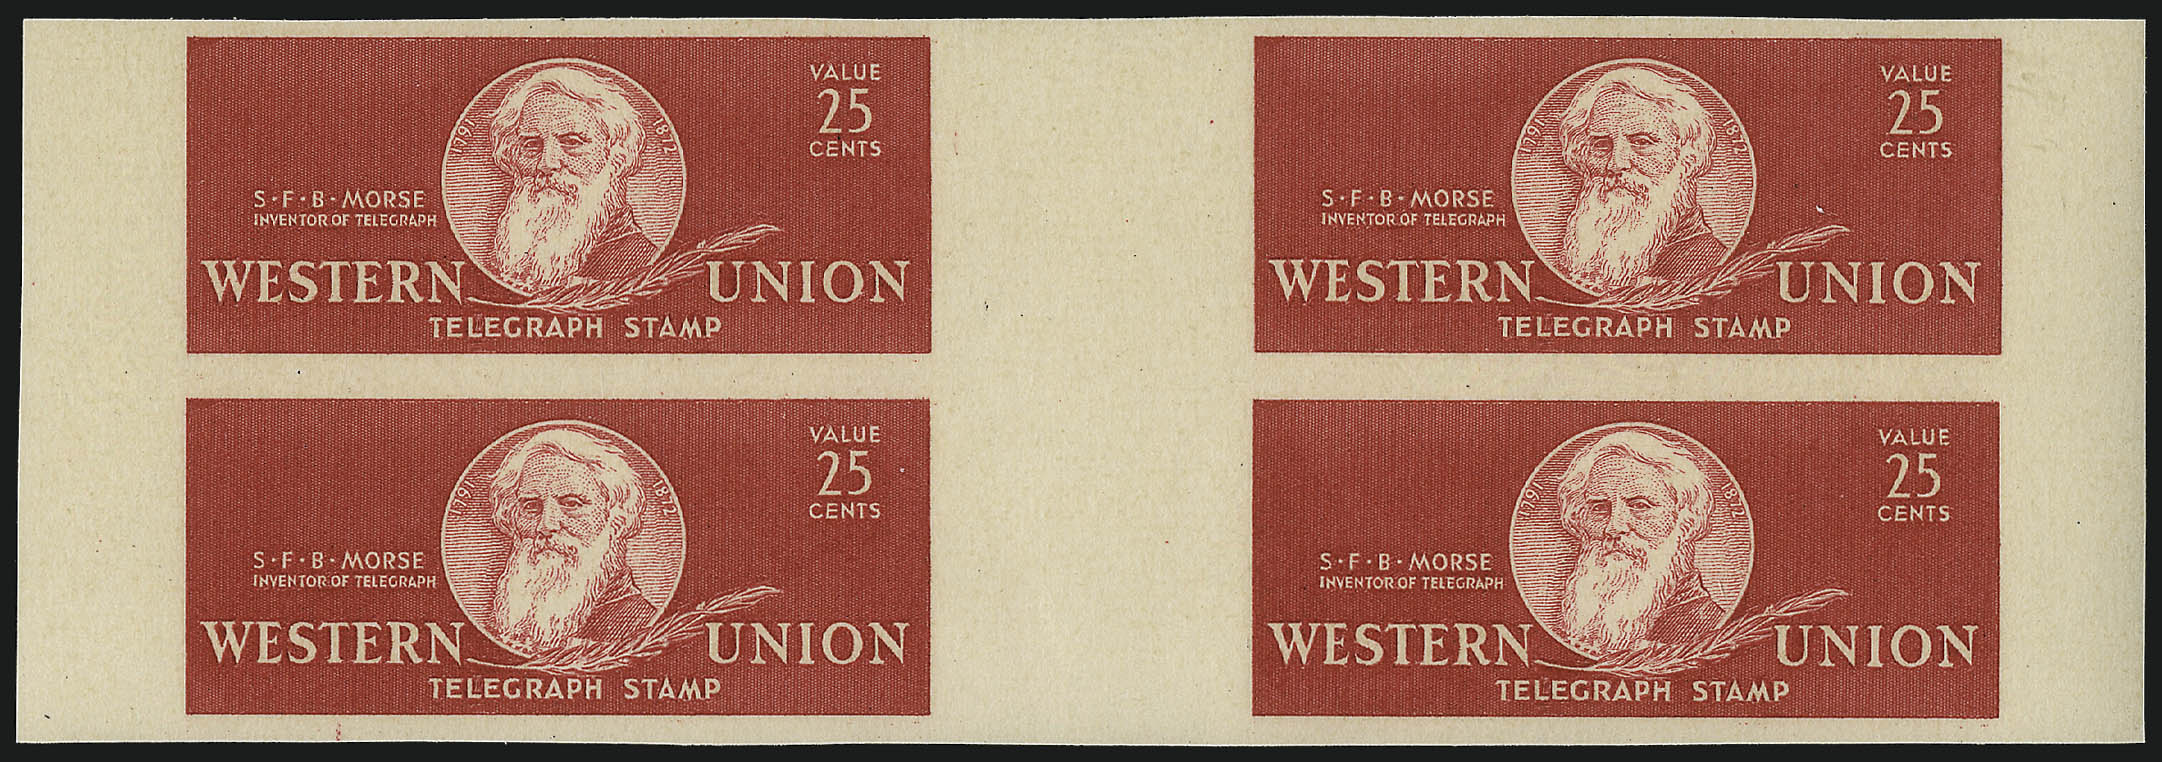 VALUE
25
CENTS
1791 1872
S·F·B·MORSE
INVENTOR OF TELEGRAPH
WESTERN UNION
TELEGRAPH STAMP
VALUE
25
CENTS
1791 1872
S·F·B·MORSE
INVENTOR OF TELEGRAPH
WESTERN UNION
TELEGRAPH STAMP
VALUE
25
CENTS
1791 1872
S·F·B·MORSE
INVENTOR OF TELEGRAPH
WESTERN UNION
TELEGRAPH STAMP
VALUE
25
CENTS
1791 1872
S·F·B·MORSE
INVENTOR OF TELEGRAPH
WESTERN UNION
TELEGRAPH STAMP